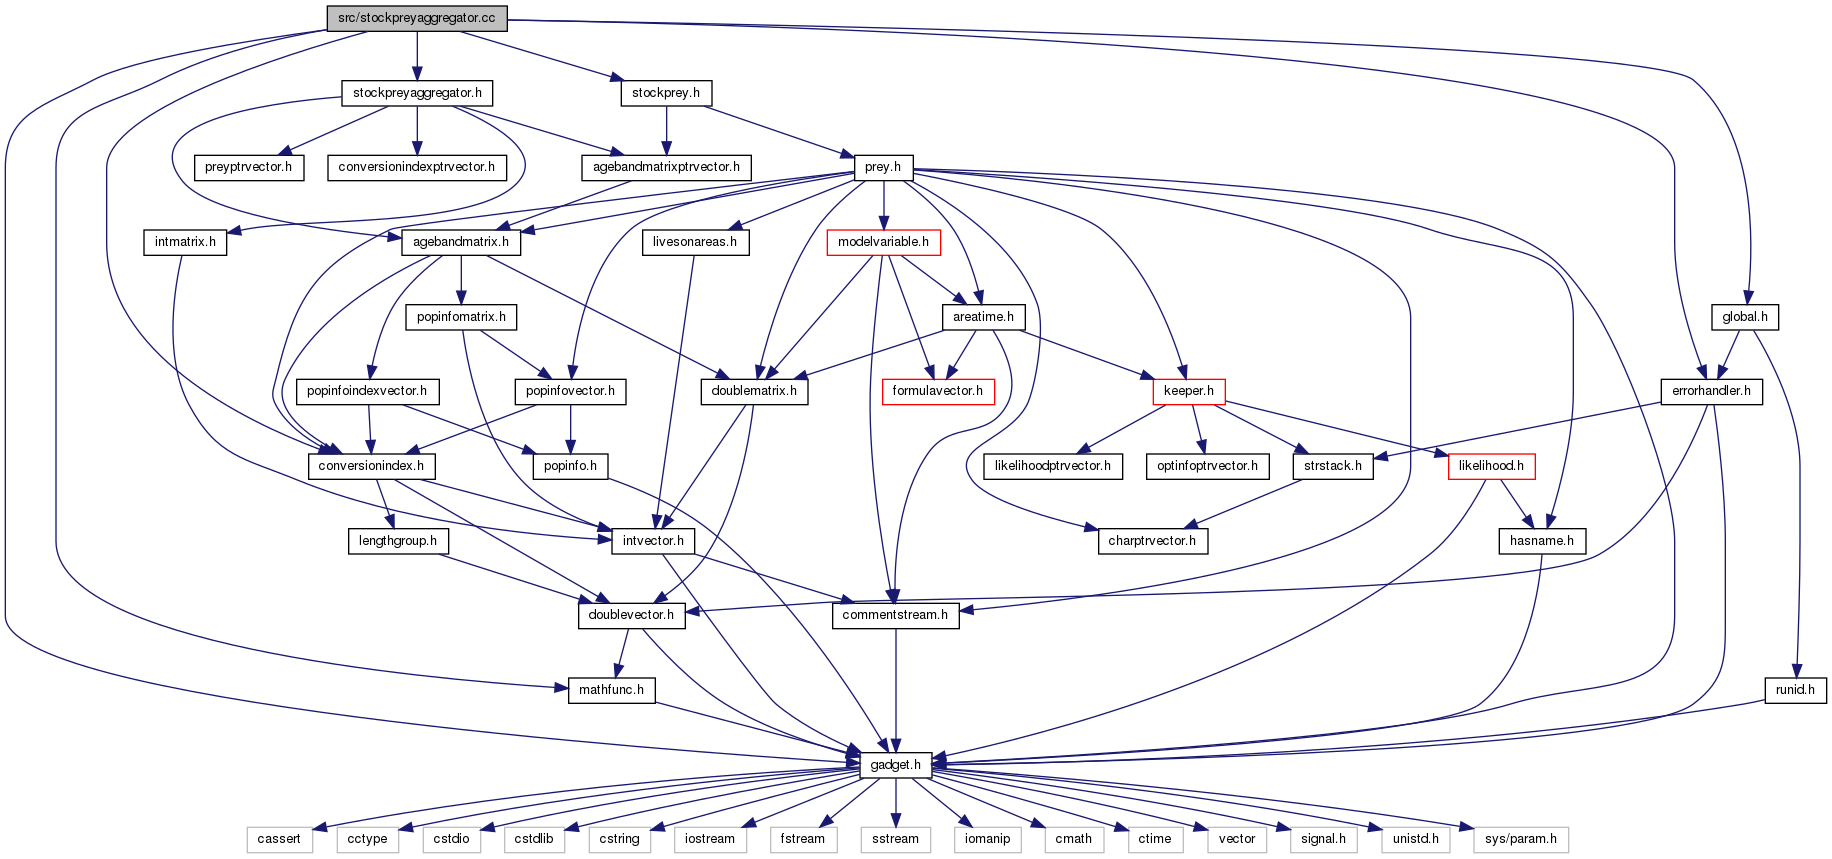 src/stockpreyaggregator.cc
stockpreyaggregator.h
stockprey.h
preyptrvector.h
conversionindexptrvector.h
agebandmatrixptrvector.h
prey.h
intmatrix.h
agebandmatrix.h
livesonareas.h
modelvariable.h
popinfomatrix.h
areatime.h
global.h
popinfoindexvector.h
popinfovector.h
doublematrix.h
formulavector.h
keeper.h
errorhandler.h
conversionindex.h
popinfo.h
likelihoodptrvector.h
optinfoptrvector.h
strstack.h
likelihood.h
lengthgroup.h
intvector.h
charptrvector.h
hasname.h
doublevector.h
commentstream.h
mathfunc.h
runid.h
gadget.h
cassert
cctype
cstdio
cstdlib
cstring
iostream
fstream
sstream
iomanip
cmath
ctime
vector
signal.h
unistd.h
sys/param.h